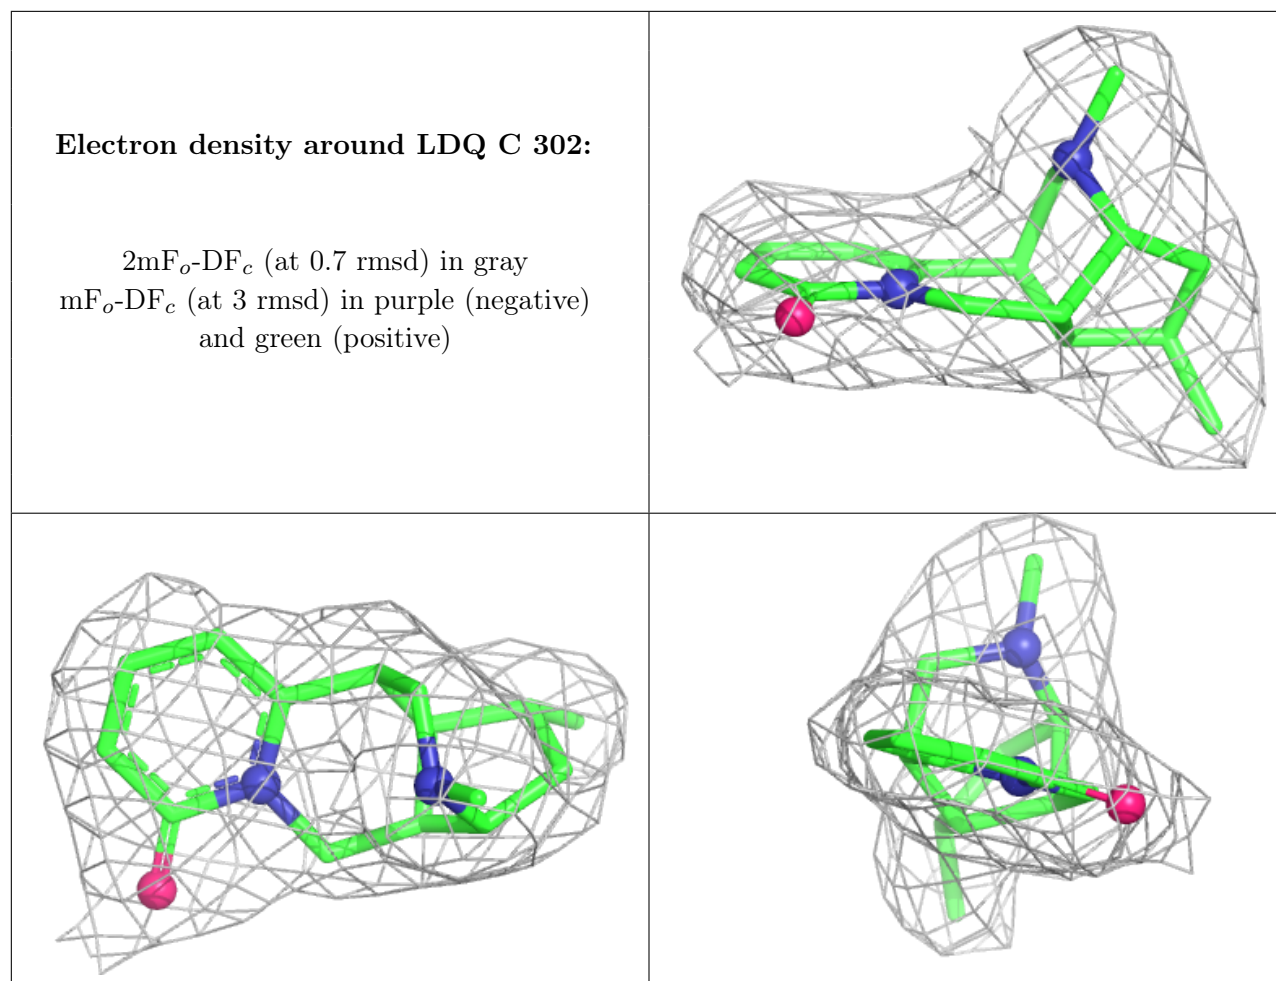 Electron density around LDQ C 302:
2mFo-DFc (at 0.7 rmsd) in gray
mFo-DFc (at 3 rmsd) in purple (negative)
and green (positive)